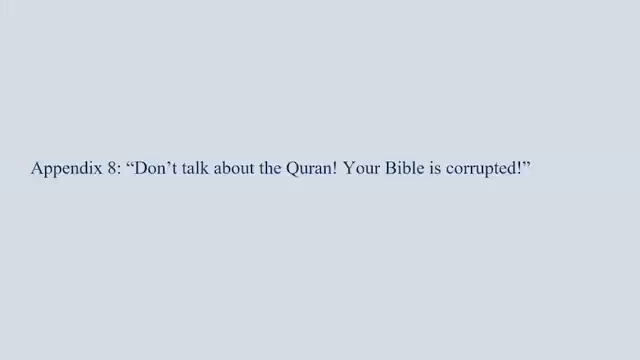 Appendix 8: “Don’t talk about the Quran! Your Bible is corrupted!”